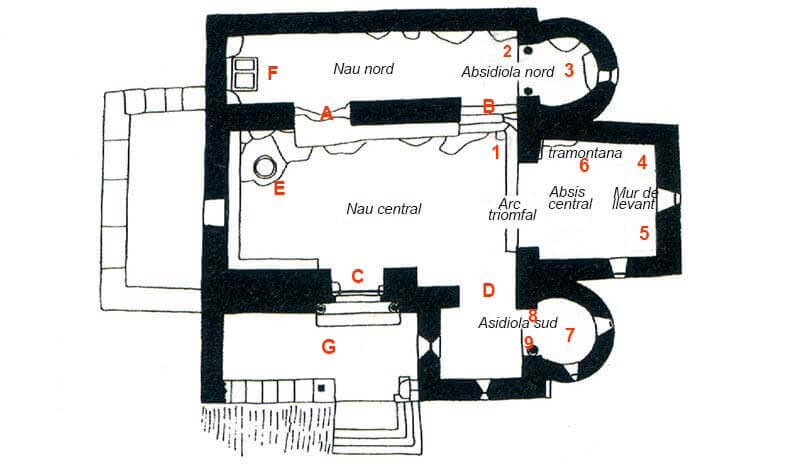 2
F
Nau nord
Absidiola nord
3
A
B
1
tramontana
6
4
E
Nau central
Arc
triomfal
Absis
central
Mur de
llevant
5
C
D
8
Asidiola sud
7
9
G